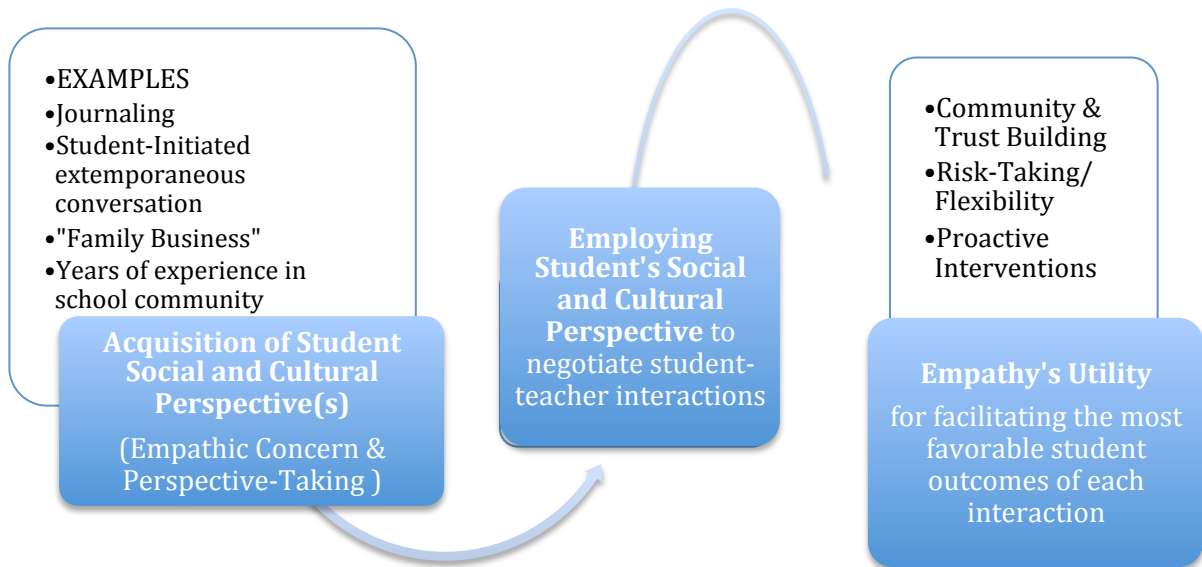 •EXAMPLES
•Journaling
•Student-Initiated
extemporaneous
conversation
•"Family Business"
•Years of experience in
school community
Acquisition of Student
Social and Cultural
Perspective(s)
(Empathic Concern &
Perspective-Taking )
Employing
Student's Social
and Cultural
Perspective to
negotiate student-
teacher interactions
•Community &
Trust Building
•Risk-Taking/
Flexibility
•Proactive
Interventions
Empathy's Utility
for facilitating the most
favorable student
outcomes of each
interaction